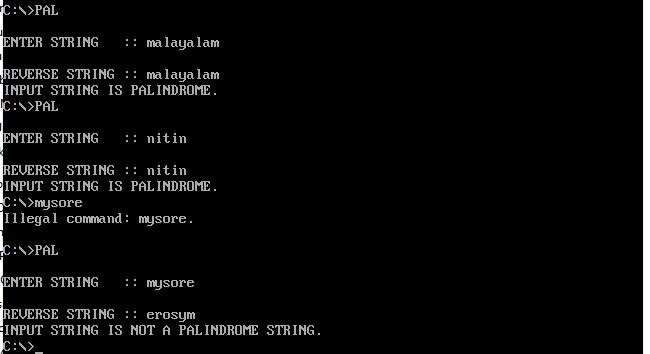 C:\>PAL
ENTER STRING   :: malayalam
REVERSE STRING :: malayalam
INPUT STRING IS PALINDROME.
C:\>PAL
ENTER STRING   :: nitin
REVERSE STRING :: nitin
INPUT STRING IS PALINDROME.
C:\>mysore
Illegal command: mysore.
C:\>PAL
ENTER STRING   :: mysore
REVERSE STRING :: erosym
INPUT STRING IS NOT A PALINDROME STRING.
C:\>_